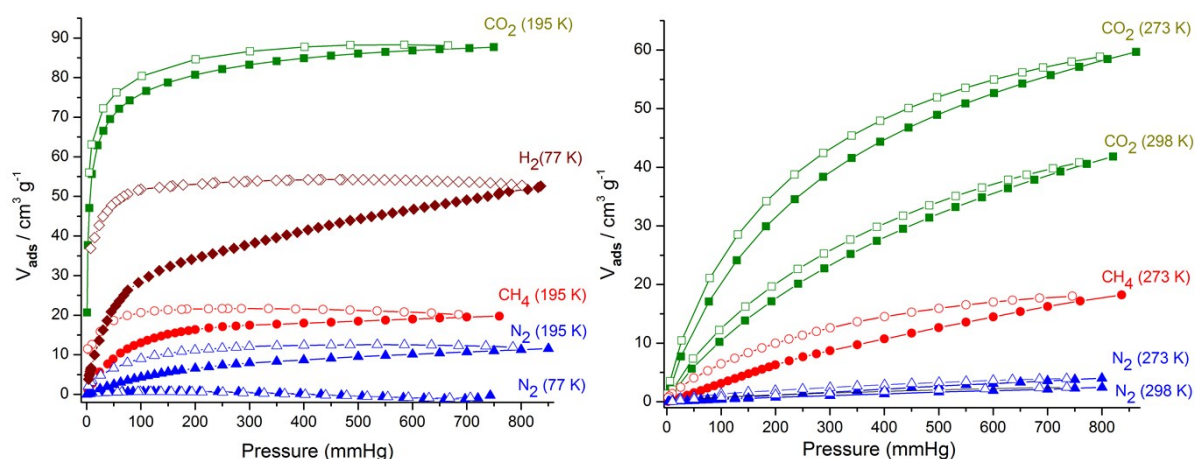 CO2 (195 K)
H2(77 K)
CH4 (195 K)
N2 (195 K)
N2 (77 K)
90
80
70
60
50
40
30
20
10
0
Vads / cm3 g-1
0 100 200 300 400 500 600 700 800
Pressure (mmHg)
CO2 (273 K)
CO2 (298 K)
CH4 (273 K)
N2 (273 K)
N2 (298 K)
60
50
40
30
20
10
0
Vads / cm3 g-1
0 100 200 300 400 500 600 700 800
Pressure (mmHg)